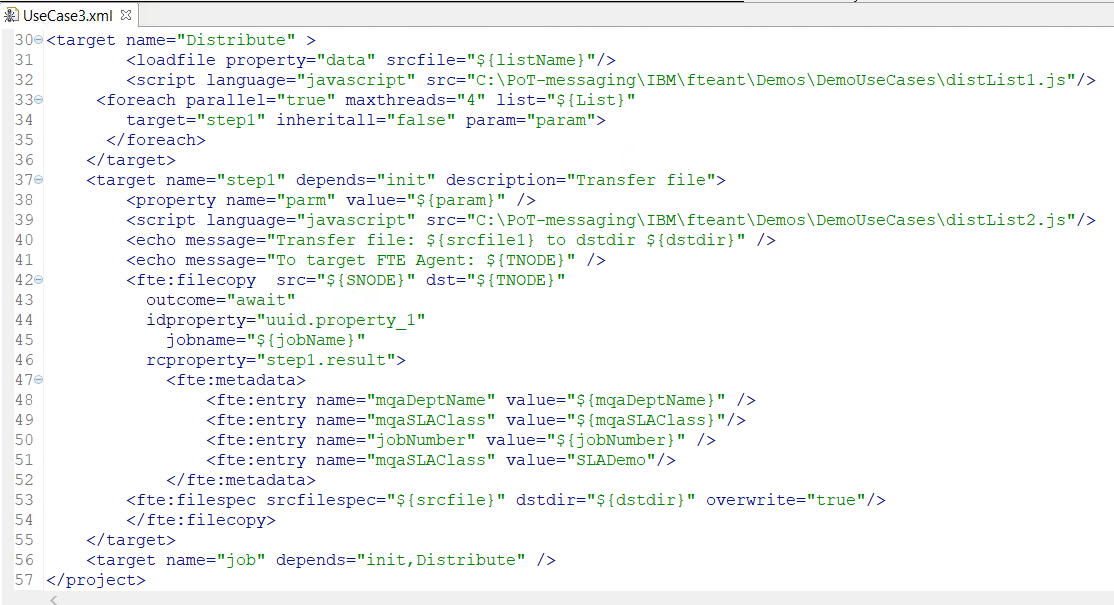 UseCase3.xml
30 <target name="Distribute" >
31 <loadfile property="data" srcfile="${listName}"/>
32 <script language="javascript" src="C:\PoT-messaging\IBM\fteant\Demos\DemoUseCases\distList1.js"/>
33 <foreach parallel="true" maxthreads="4" list="${List}"
34 target="step1" inheritall="false" param="param">
35 </foreach>
36 </target>
37 <target name="step1" depends="init" description="Transfer file">
38 <property name="parm" value="${param}" />
39 <script language="javascript" src="C:\PoT-messaging\IBM\fteant\Demos\DemoUseCases\distList2.js"/>
40 <echo message="Transfer file: ${srcfile1} to dstdir ${dstdir}" />
41 <echo message="To target FTE Agent: ${TNODE}" />
42 <fte:filecopy  src="${SNODE}" dst="${TNODE}"
43 outcome="await"
44 idproperty="uuid.property_1"
45 jobname="${jobName}"
46 rcproperty="step1.result">
47 <fte:metadata>
48 <fte:entry name="mqaDeptName" value="${mqaDeptName}" />
49 <fte:entry name="mqaSLAClass" value="${mqaSLAClass}"/>
50 <fte:entry name="jobNumber" value="${jobNumber}" />
51 <fte:entry name="mqaSLAClass" value="SLADemo"/>
52 </fte:metadata>
53 <fte:filespec srcfilespec="${srcfile}" dstdir="${dstdir}" overwrite="true"/>
54 </fte:filecopy>
55 </target>
56 <target name="job" depends="init,Distribute" />
57 </project>